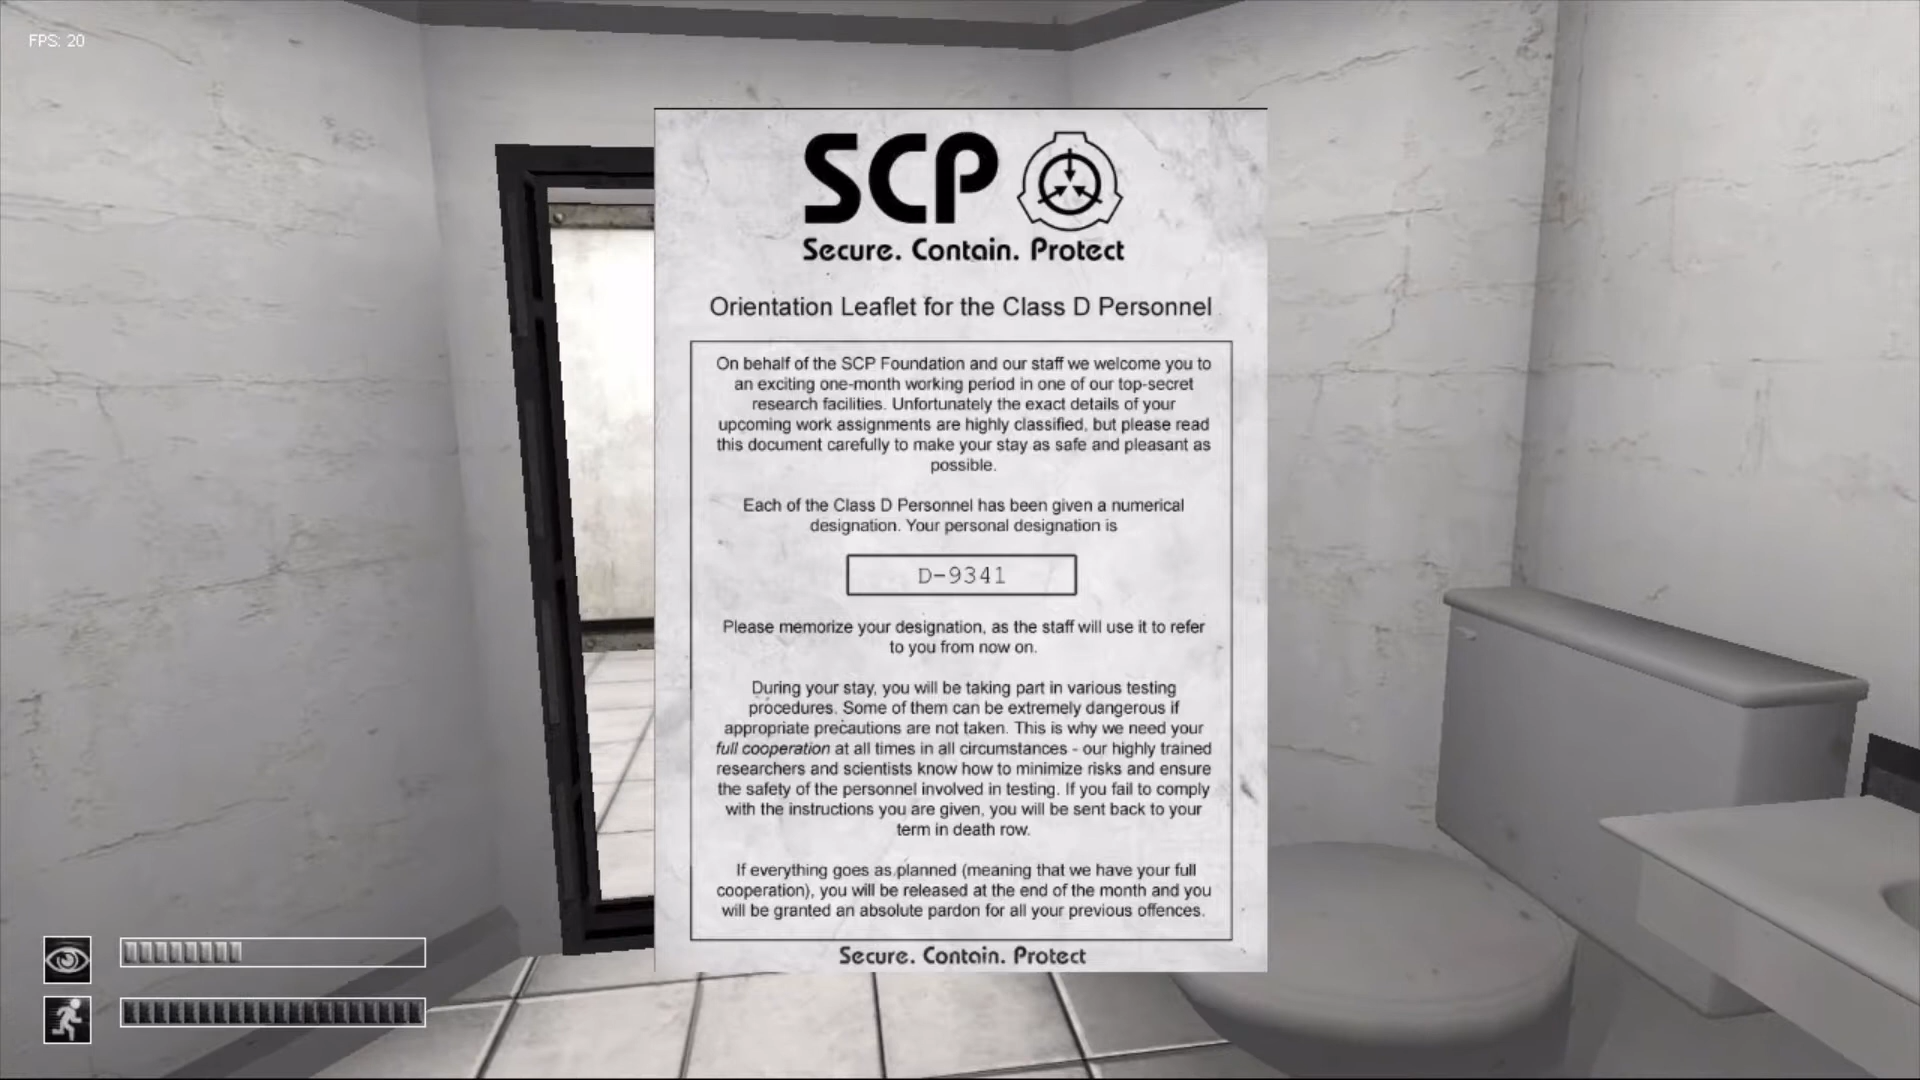 FPS: 20
SCP
Secure. Contain. Protect
Orientation Leaflet for the Class D Personnel
On behalf of the SCP Foundation and our staff we welcome you to
an exciting one-month working period in one of our top-secret
research facilities. Unfortunately the exact details of your
upcoming work assignments are highly classified, but please read
this document carefully to make your stay as safe and pleasant as
possible.
Each of the Class D Personnel has been given a numerical
designation. Your personal designation is
D-9341
Please memorize your designation, as the staff will use it to refer
to you from now on.
During your stay, you will be taking part in various testing
procedures. Some of them can be extremely dangerous if
appropriate precautions are not taken. This is why we need your
full cooperation at all times in all circumstances - our highly trained
researchers and scientists know how to minimize risks and ensure
the safety of the personnel involved in testing. If you fail to comply
with the instructions you are given, you will be sent back to your
term in death row.
If everything goes as planned (meaning that we have your full
cooperation), you will be released at the end of the month and you
will be granted an absolute pardon for all your previous offences.
Secure. Contain. Protect